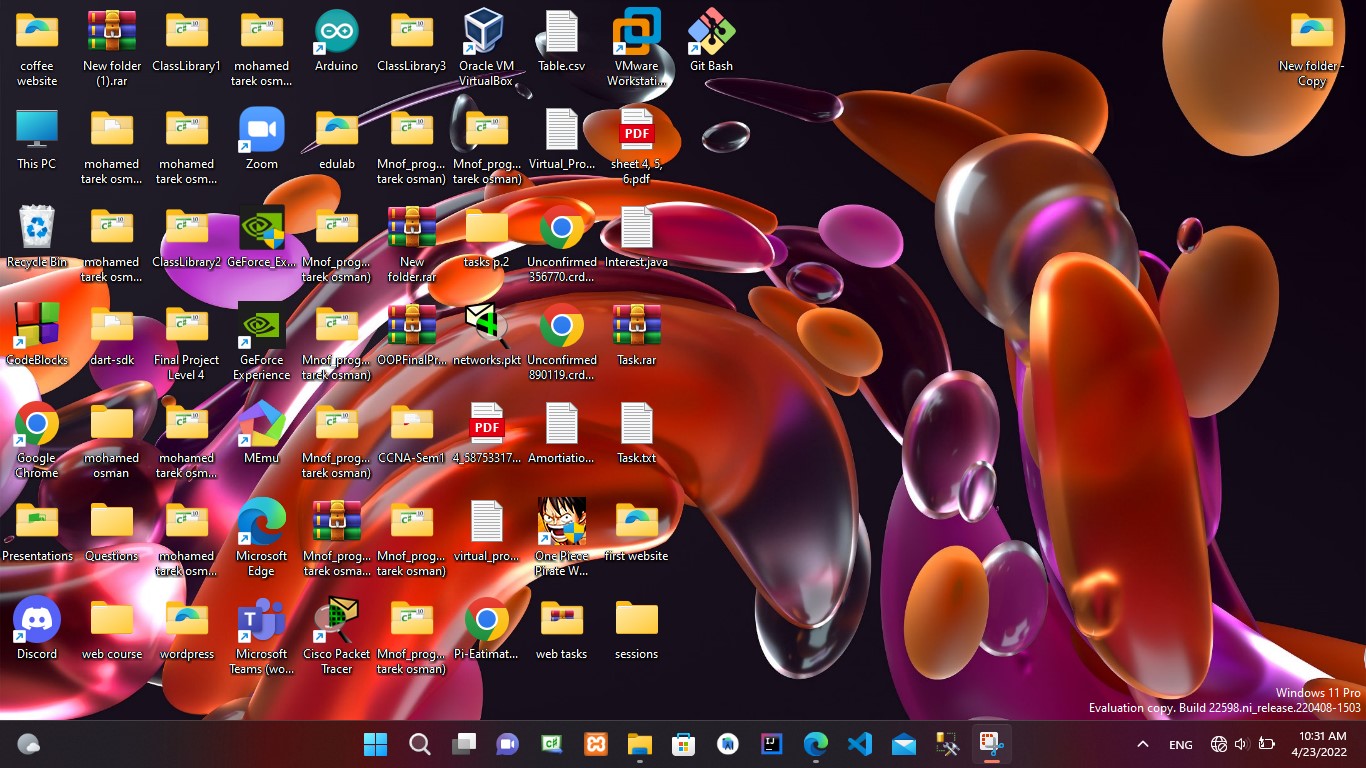 coffee
website
New folder
(1).rar
ClassLibrary1
mohamed
tarek osm...
Arduino
ClassLibrary3
Oracle VM
VirtualBox
Table.csv
VMware
Workstati...
Git Bash
New folder -
Copy
This PC
mohamed
tarek osm...
mohamed
tarek osm...
Zoom
edulab
Mnof_prog...
tarek osman)
Mnof_prog...
tarek osman)
Virtual_Pro...
PDF
sheet 4, 5,
6.pdf
Recycle Bin
mohamed
tarek osm...
ClassLibrary2
GeForce_Ex...
Mnof_prog...
tarek osman)
New
folder.rar
tasks p.2
Unconfirmed
356770.crd...
Interest.java
CodeBlocks
dart-sdk
Final Project
Level 4
GeForce
Experience
Mnof_prog...
tarek osman)
OOPFinalPr...
networks.pkt
Unconfirmed
890119.crd...
Task.rar
Google
Chrome
mohamed
osman
mohamed
tarek osm...
MEmu
Mnof_prog...
tarek osman)
CCNA-Sem1
PDF
4_58753317...
Amortiatio...
Task.txt
Presentations
Questions
mohamed
tarek osm...
Microsoft
Edge
Mnof_prog...
tarek osma...
Mnof_prog...
tarek osman)
virtual_pro...
One Piece
Pirate W...
first website
Discord
web course
wordpress
Microsoft
Teams (wo...
Cisco Packet
Tracer
Mnof_prog...
tarek osman)
Pi-Eatimat...
web tasks
sessions
Windows 11 Pro
Evaluation copy. Build 22598.ni_release.220408-1503
ENG
10:31 AM
4/23/2022